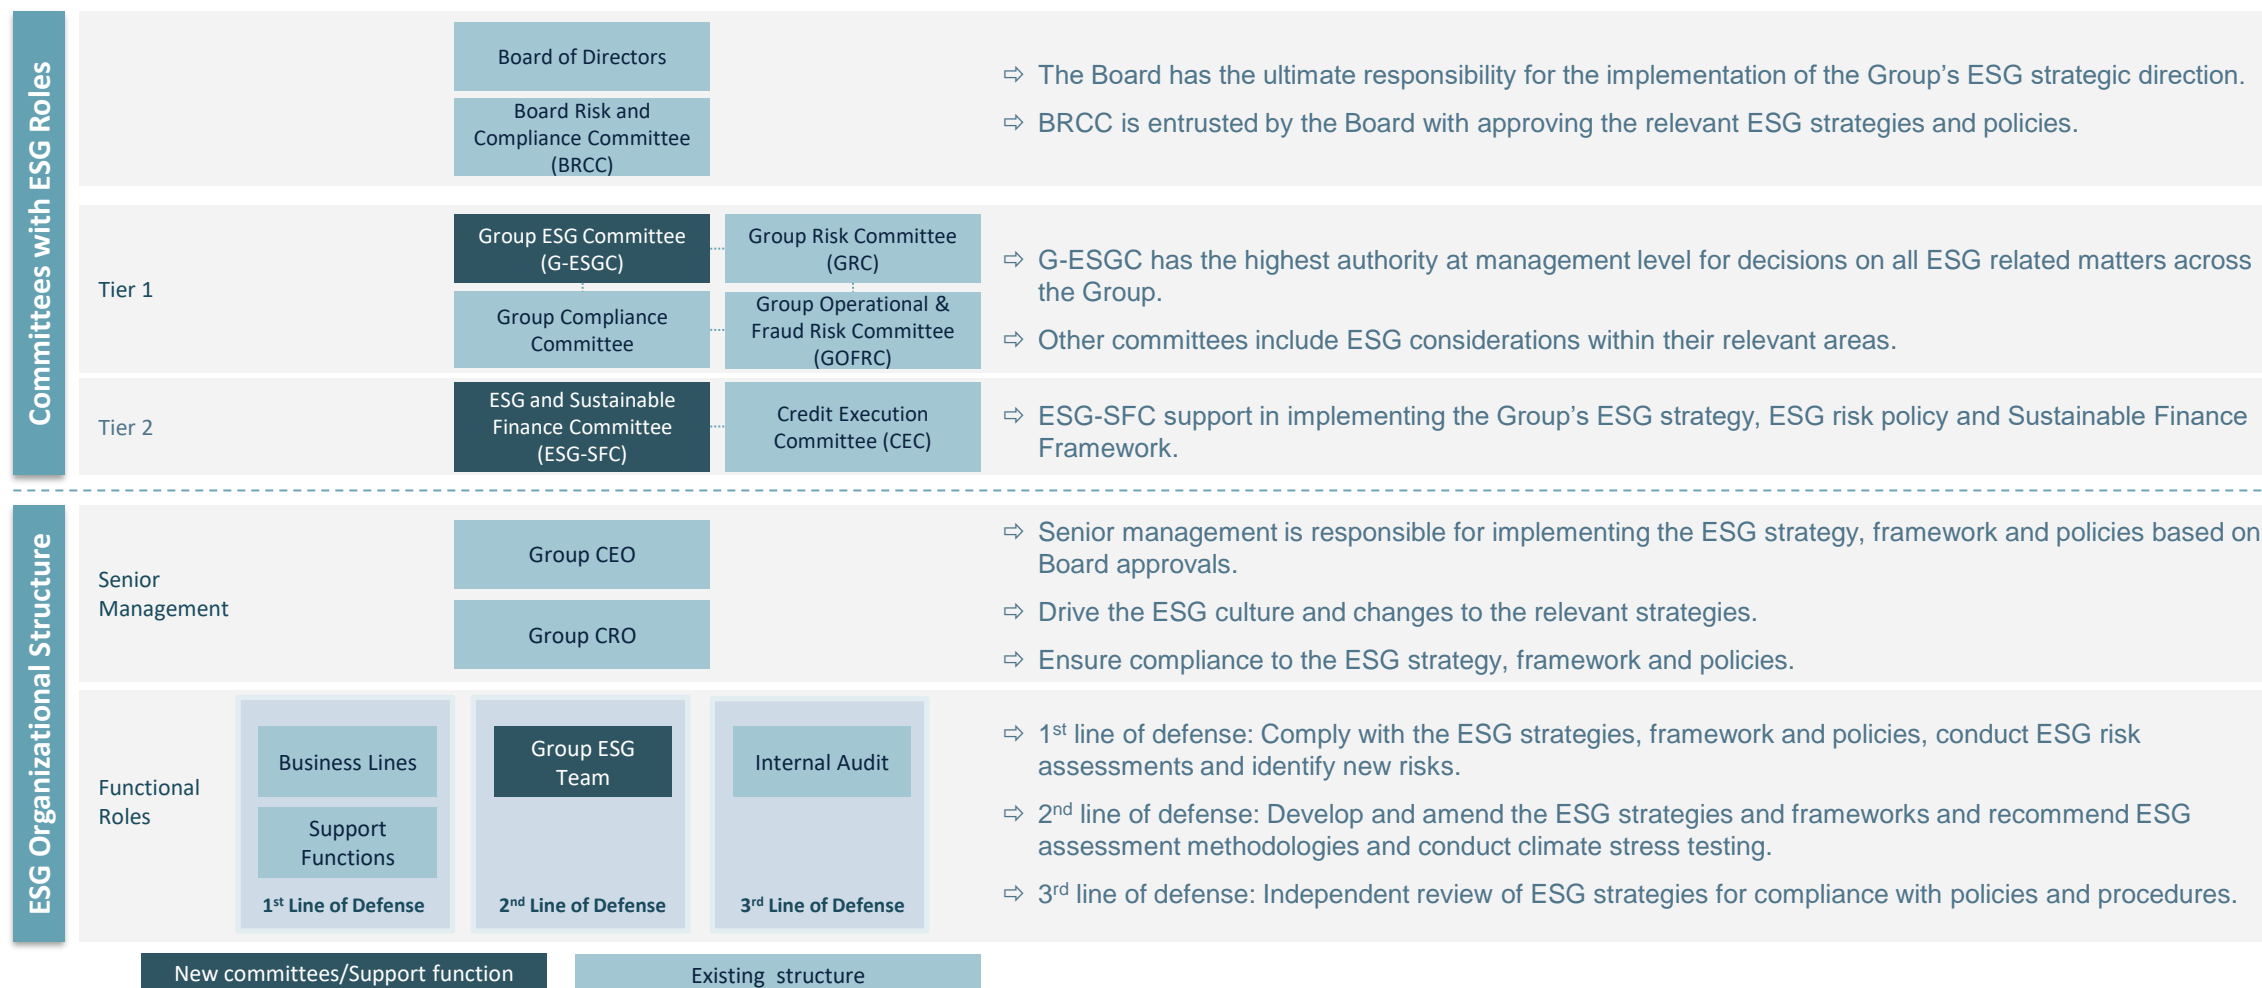 Committees with ESG Roles
Board of Directors
Board Risk and
Compliance Committee
(BRCC)
⇨ The Board has the ultimate responsibility for the implementation of the Group’s ESG strategic direction.
⇨ BRCC is entrusted by the Board with approving the relevant ESG strategies and policies.
Tier 1
Group ESG Committee
(G-ESGC)
Group Risk Committee
(GRC)
Group Compliance
Committee
Group Operational &
Fraud Risk Committee
(GOFRC)
⇨ G-ESGC has the highest authority at management level for decisions on all ESG related matters across
the Group.
⇨ Other committees include ESG considerations within their relevant areas.
Tier 2
ESG and Sustainable
Finance Committee
(ESG-SFC)
Credit Execution
Committee (CEC)
⇨ ESG-SFC support in implementing the Group’s ESG strategy, ESG risk policy and Sustainable Finance
Framework.
ESG Organizational Structure
Senior
Management
Group CEO
Group CRO
⇨ Senior management is responsible for implementing the ESG strategy, framework and policies based on
Board approvals.
⇨ Drive the ESG culture and changes to the relevant strategies.
⇨ Ensure compliance to the ESG strategy, framework and policies.
Functional
Roles
Business Lines
Support
Functions
1st Line of Defense
Group ESG
Team
2nd Line of Defense
Internal Audit
3rd Line of Defense
⇨ 1st line of defense: Comply with the ESG strategies, framework and policies, conduct ESG risk
assessments and identify new risks.
⇨ 2nd line of defense: Develop and amend the ESG strategies and frameworks and recommend ESG
assessment methodologies and conduct climate stress testing.
⇨ 3rd line of defense: Independent review of ESG strategies for compliance with policies and procedures.
New committees/Support function
Existing structure